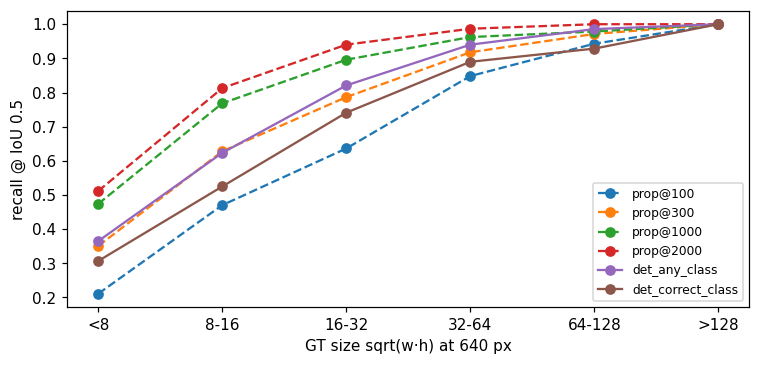 recall @ IoU 0.5
1.0
0.9
0.8
0.7
0.6
0.5
0.4
0.3
0.2
<8 8-16 16-32 32-64 64-128 >128
GT size sqrt(w·h) at 640 px
prop@100
prop@300
prop@1000
prop@2000
det_any_class
det_correct_class